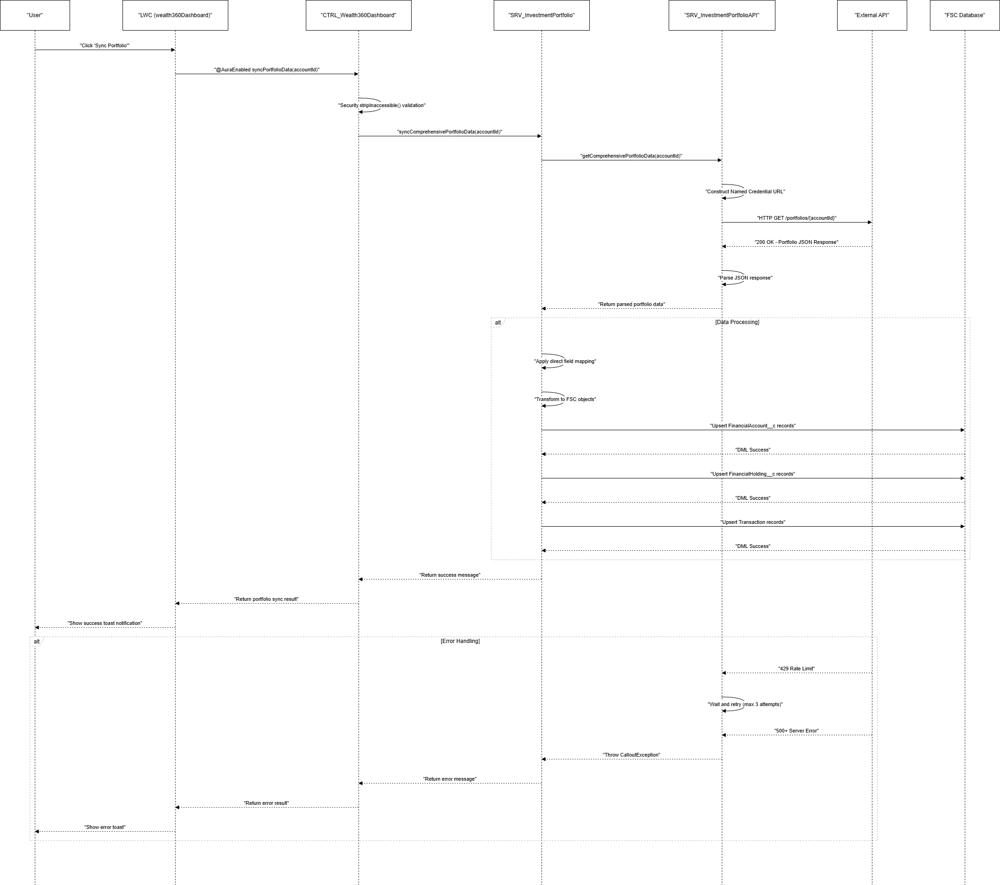 "User"
"LWC (wealth360Dashboard)"
"CTRL_Wealth360Dashboard"
"SRV_InvestmentPortfolio"
"SRV_InvestmentPortfolioAPI"
"External API"
"FSC Database"
"Click 'Sync Portfolio'"
"@AuraEnabled syncPortfolioData(accountId)"
"Security.stripInaccessible() validation"
"syncComprehensivePortfolioData(accountId)"
"getComprehensivePortfolioData(accountId)"
"Construct Named Credential URL"
"HTTP GET /portfolios/{accountId}"
"200 OK - Portfolio JSON Response"
"Parse JSON response"
"Return parsed portfolio data"
alt
[Data Processing]
"Apply direct field mapping"
"Transform to FSC objects"
"Upsert FinancialAccount__c records"
"DML Success"
"Upsert FinancialHolding__c records"
"DML Success"
"Upsert Transaction records"
"DML Success"
"Return success message"
"Return portfolio sync result"
"Show success toast notification"
alt
[Error Handling]
"429 Rate Limit"
"Wait and retry (max 3 attempts)"
"500+ Server Error"
"Throw CalloutException"
"Return error message"
"Return error result"
"Show error toast"